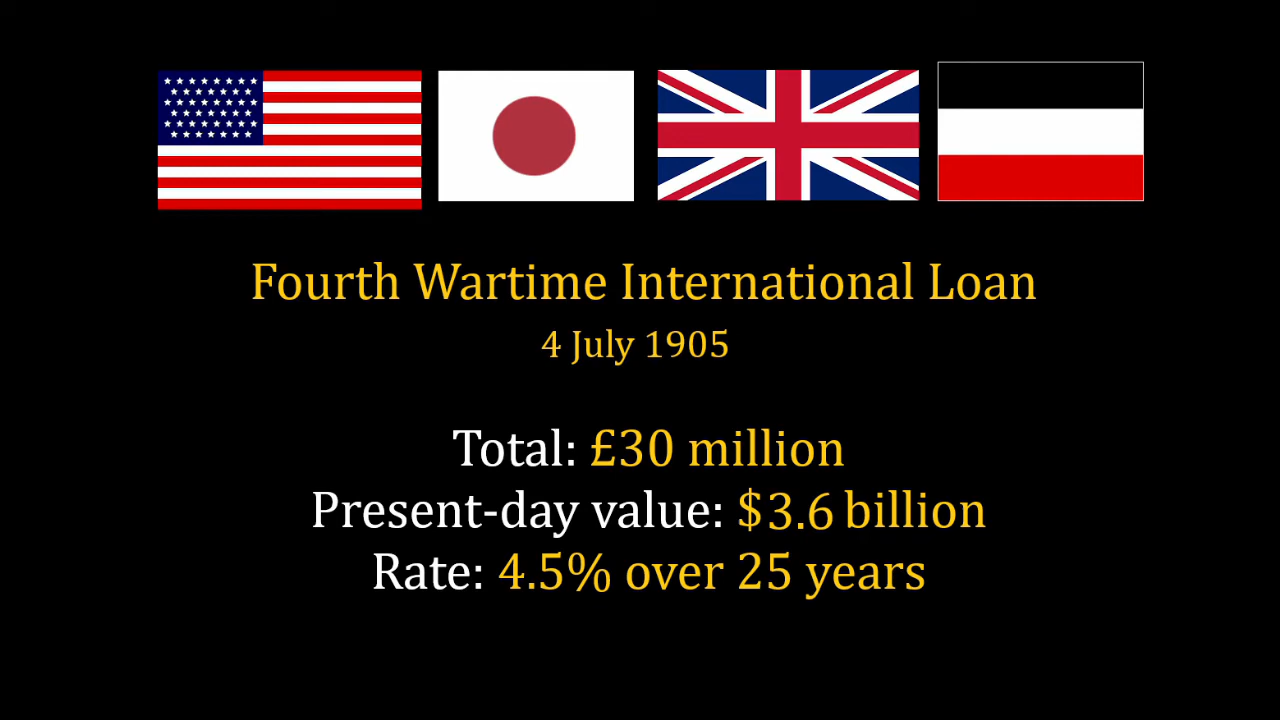 Fourth Wartime International Loan
4 July 1905
Total: £30 million
Present-day value: $3.6 billion
Rate: 4.5% over 25 years